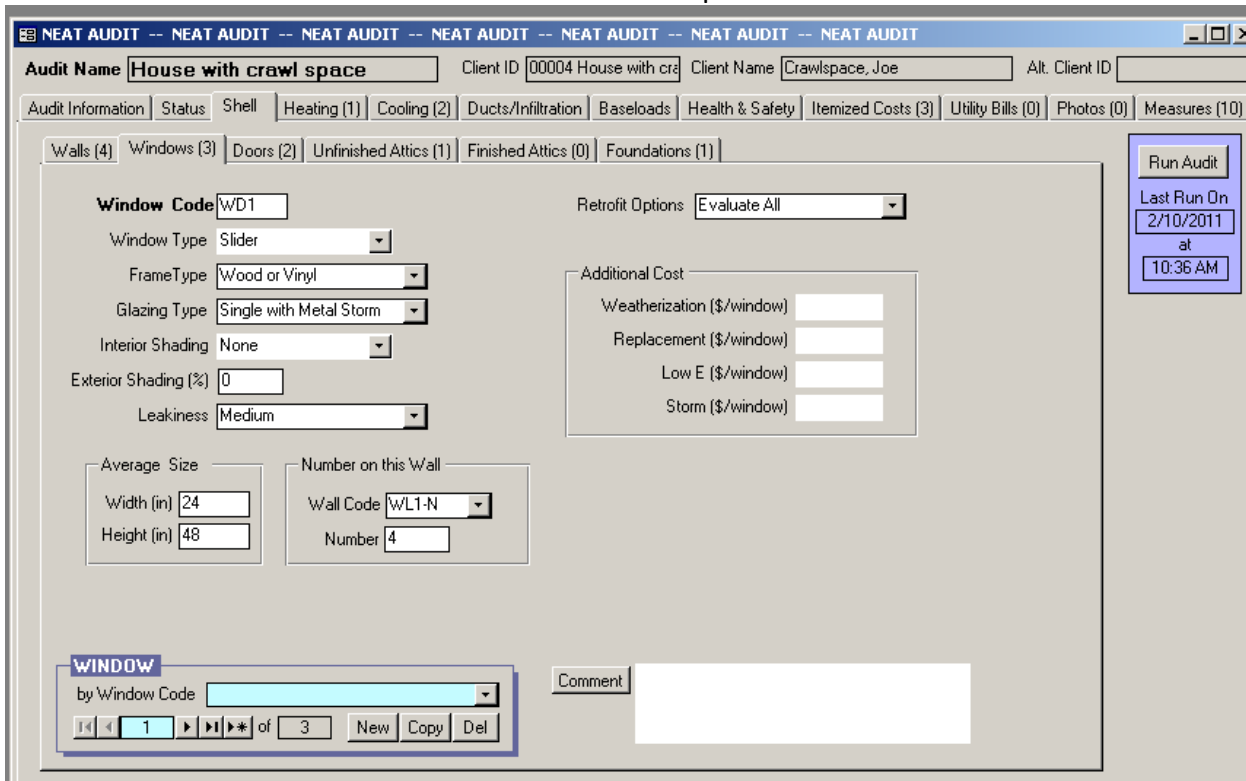 NEAT AUDIT -- NEAT AUDIT -- NEAT AUDIT -- NEAT AUDIT -- NEAT AUDIT -- NEAT AUDIT -- NEAT AUDIT
Audit Name House with crawl space Client ID 00004 House with cra Client Name Crawlspace, Joe Alt. Client ID
Audit Information Status Shell Heating (1) Cooling (2) Ducts/Infiltration Baseloads Health & Safety Itemized Costs (3) Utility Bills (0) Photos (0) Measures (10)
Walls (4) Windows (3) Doors (2) Unfinished Attics (1) Finished Attics (0) Foundations (1)
Run Audit
Last Run On
2/10/2011
at
10:36 AM
Window Code WD1
Window Type Slider
FrameType Wood or Vinyl
Glazing Type Single with Metal Storm
Interior Shading None
Exterior Shading (%) 0
Leakiness Medium
Retrofit Options Evaluate All
Additional Cost
Weatherization ($/window)
Replacement ($/window)
Low E ($/window)
Storm ($/window)
Average Size
Width (in) 24
Height (in) 48
Number on this Wall
Wall Code WL1-N
Number 4
WINDOW
by Window Code
1 of 3 New Copy Del
Comment